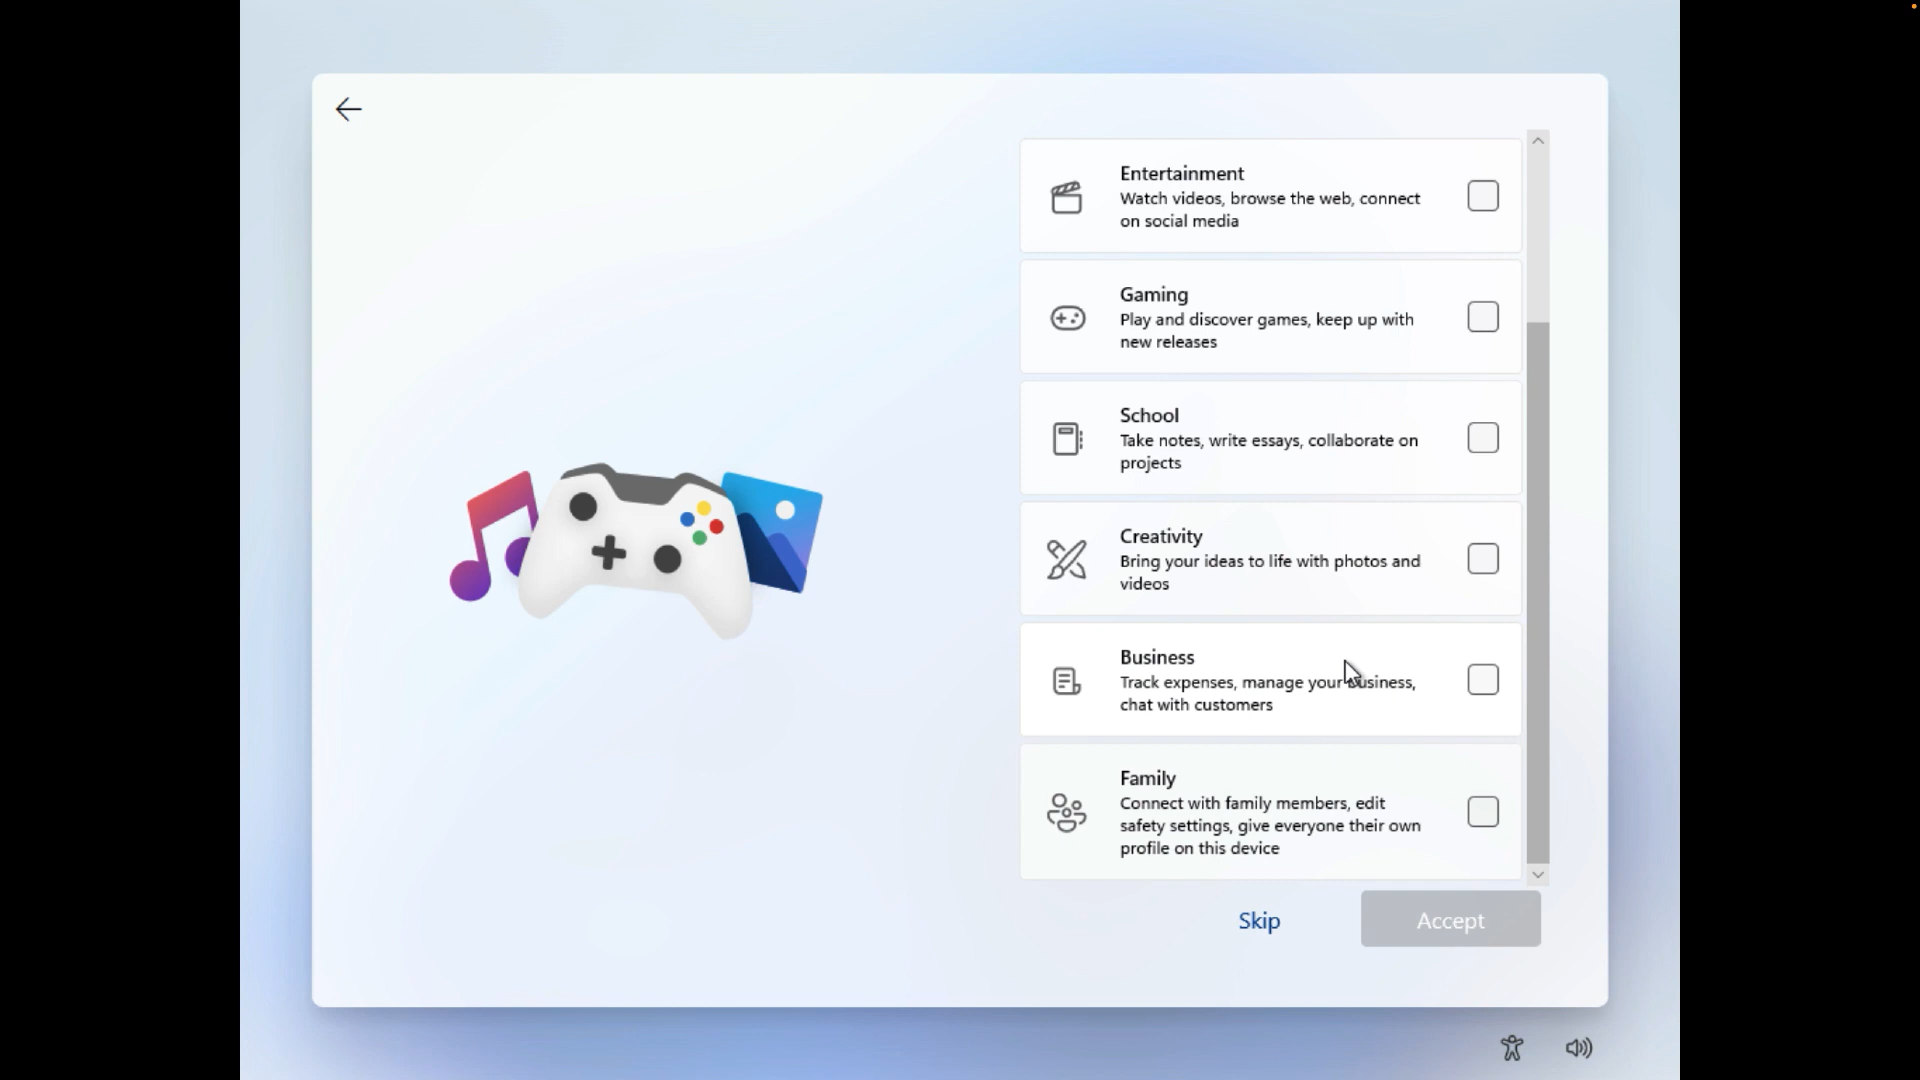 Entertainment
Watch videos, browse the web, connect
on social media
Gaming
Play and discover games, keep up with
new releases
School
Take notes, write essays, collaborate on
projects
Creativity
Bring your ideas to life with photos and
videos
Business
Track expenses, manage your business,
chat with customers
Family
Connect with family members, edit
safety settings, give everyone their own
profile on this device
Skip
Accept